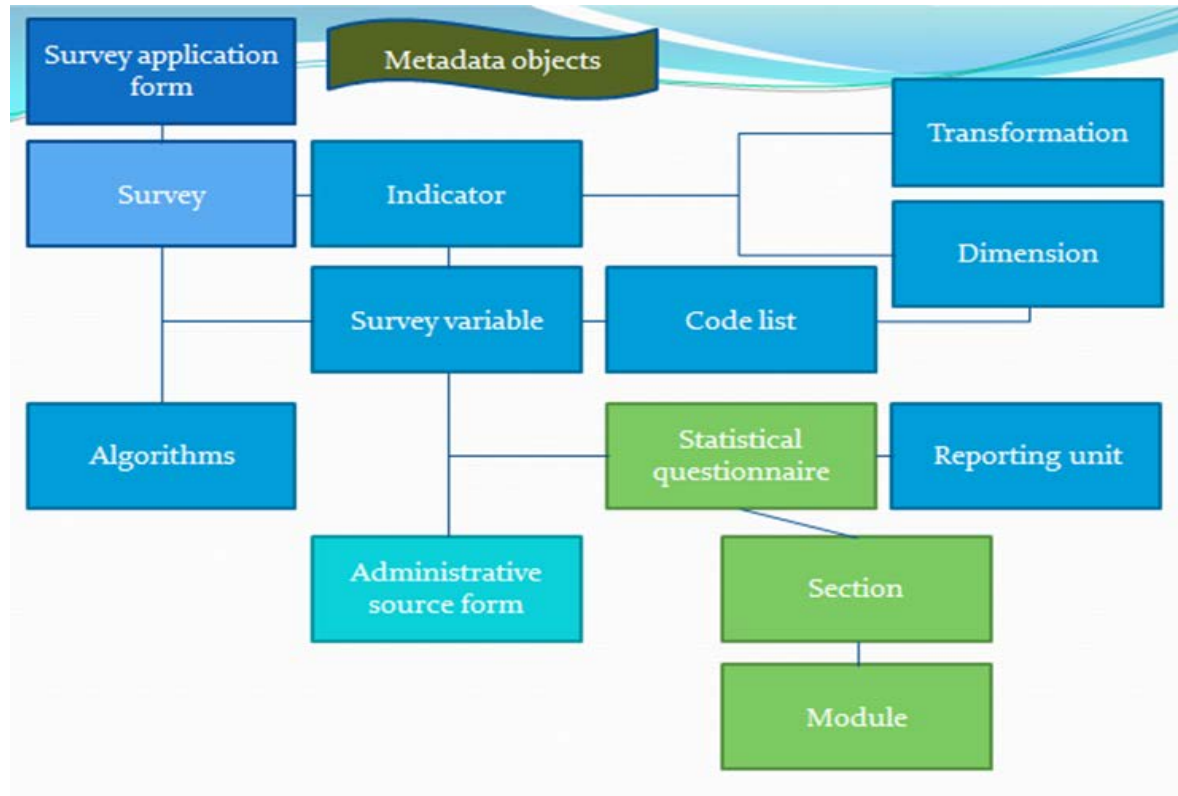 Survey application
form
Metadata objects
Transformation
Survey
Indicator
Dimension
Survey variable
Code list
Algorithms
Statistical
questionnaire
Reporting unit
Administrative
source form
Section
Module